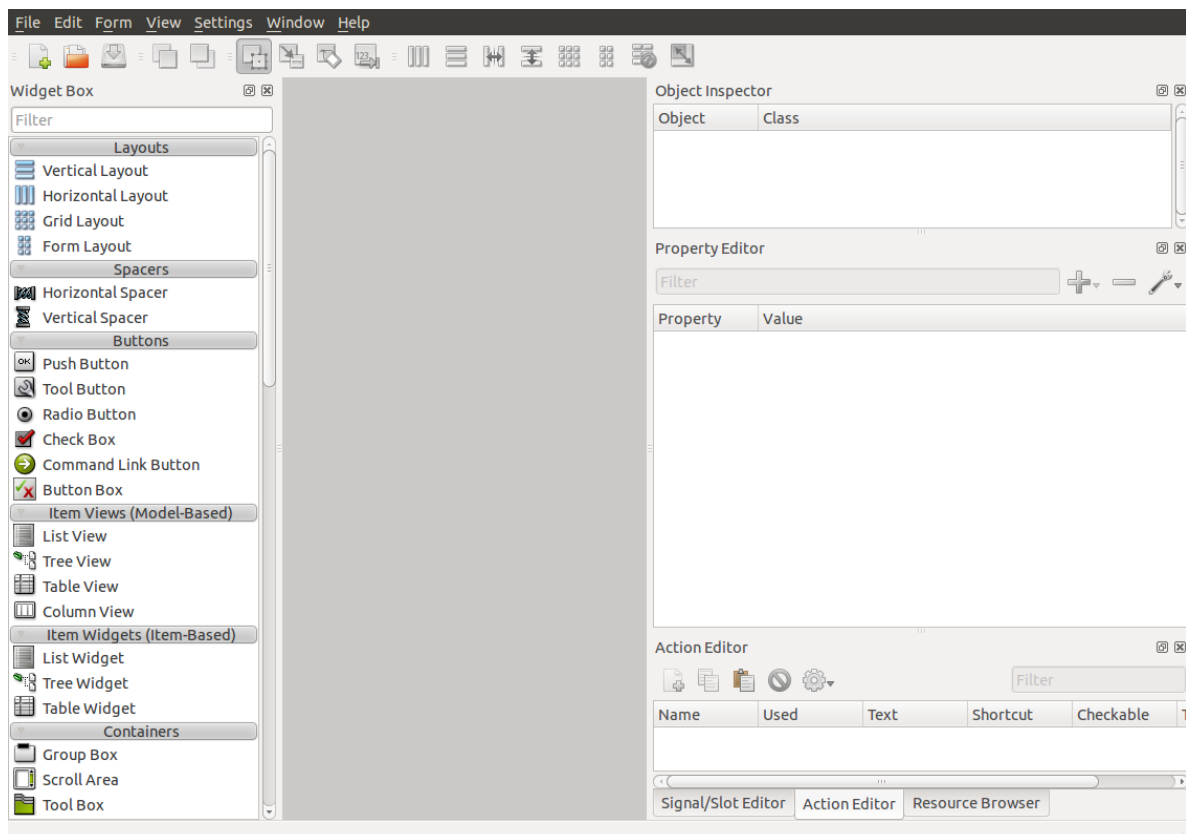 File Edit Form View Settings Window Help
Widget Box
Filter
Layouts
Vertical Layout
Horizontal Layout
Grid Layout
Form Layout
Spacers
Horizontal Spacer
Vertical Spacer
Buttons
OK Push Button
Tool Button
Radio Button
Check Box
Command Link Button
Button Box
Item Views (Model-Based)
List View
Tree View
Table View
Column View
Item Widgets (Item-Based)
List Widget
Tree Widget
Table Widget
Containers
Group Box
Scroll Area
Tool Box
Object Inspector
Object Class
Property Editor
Filter
Property Value
Action Editor
Filter
Name Used Text Shortcut Checkable T
Signal/Slot Editor Action Editor Resource Browser